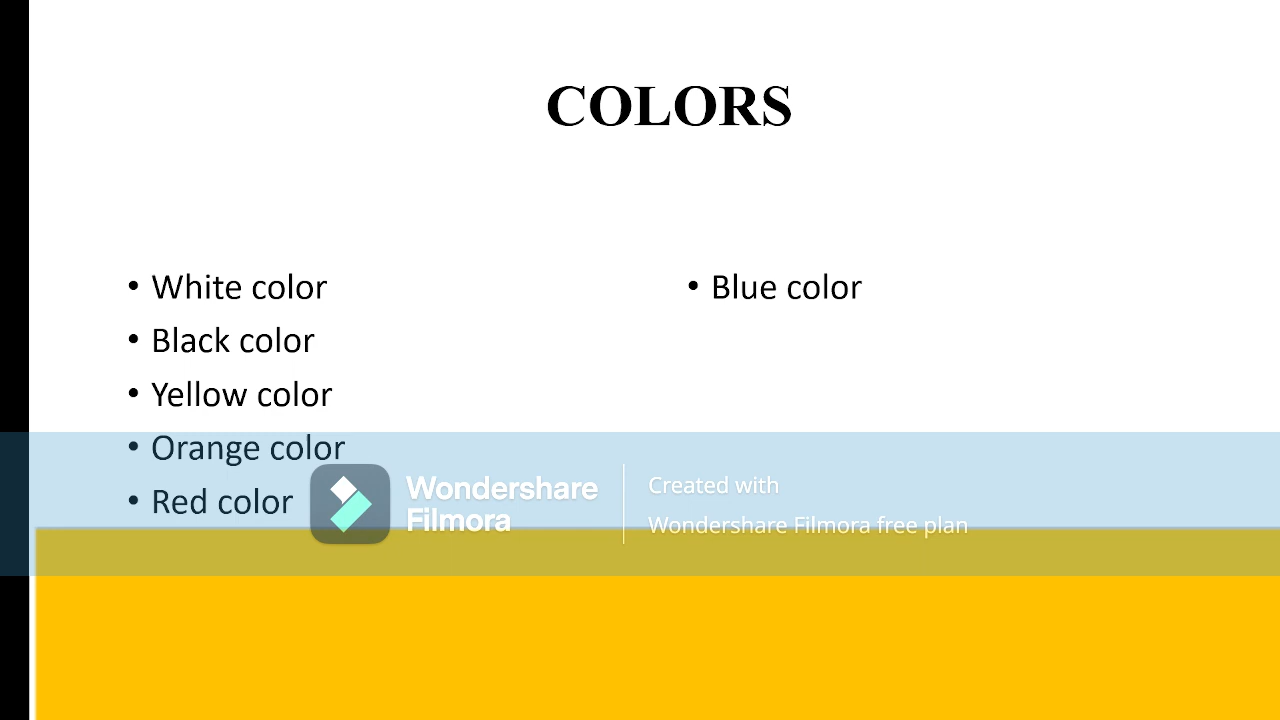 COLORS
• White color
• Black color
• Yellow color
• Orange color
• Red color
• Blue color
Wondershare
Filmora
Created with
Wondershare Filmora free plan